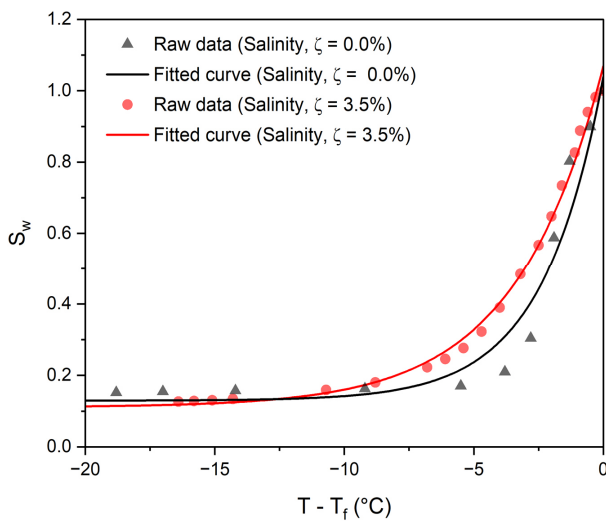 Raw data (Salinity, ζ = 0.0%)
Fitted curve (Salinity, ζ =  0.0%)
Raw data (Salinity, ζ = 3.5%)
Fitted curve (Salinity, ζ = 3.5%)
1.2
1.0
0.8
0.6
0.4
0.2
0.0
S_w
−20 −15 −10 −5 0
T - T_f (°C)